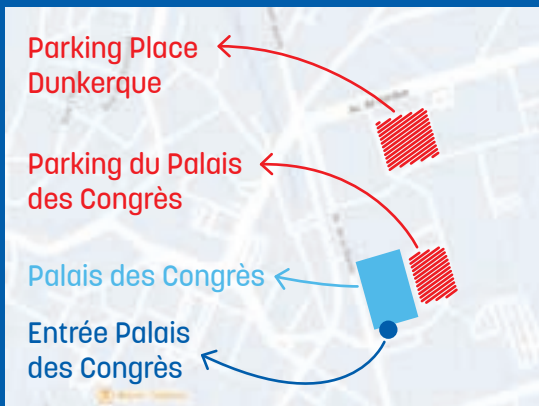 Parking Place
Dunkerque
Parking du Palais
des Congrès
Palais des Congrès
Entrée Palais
des Congrès